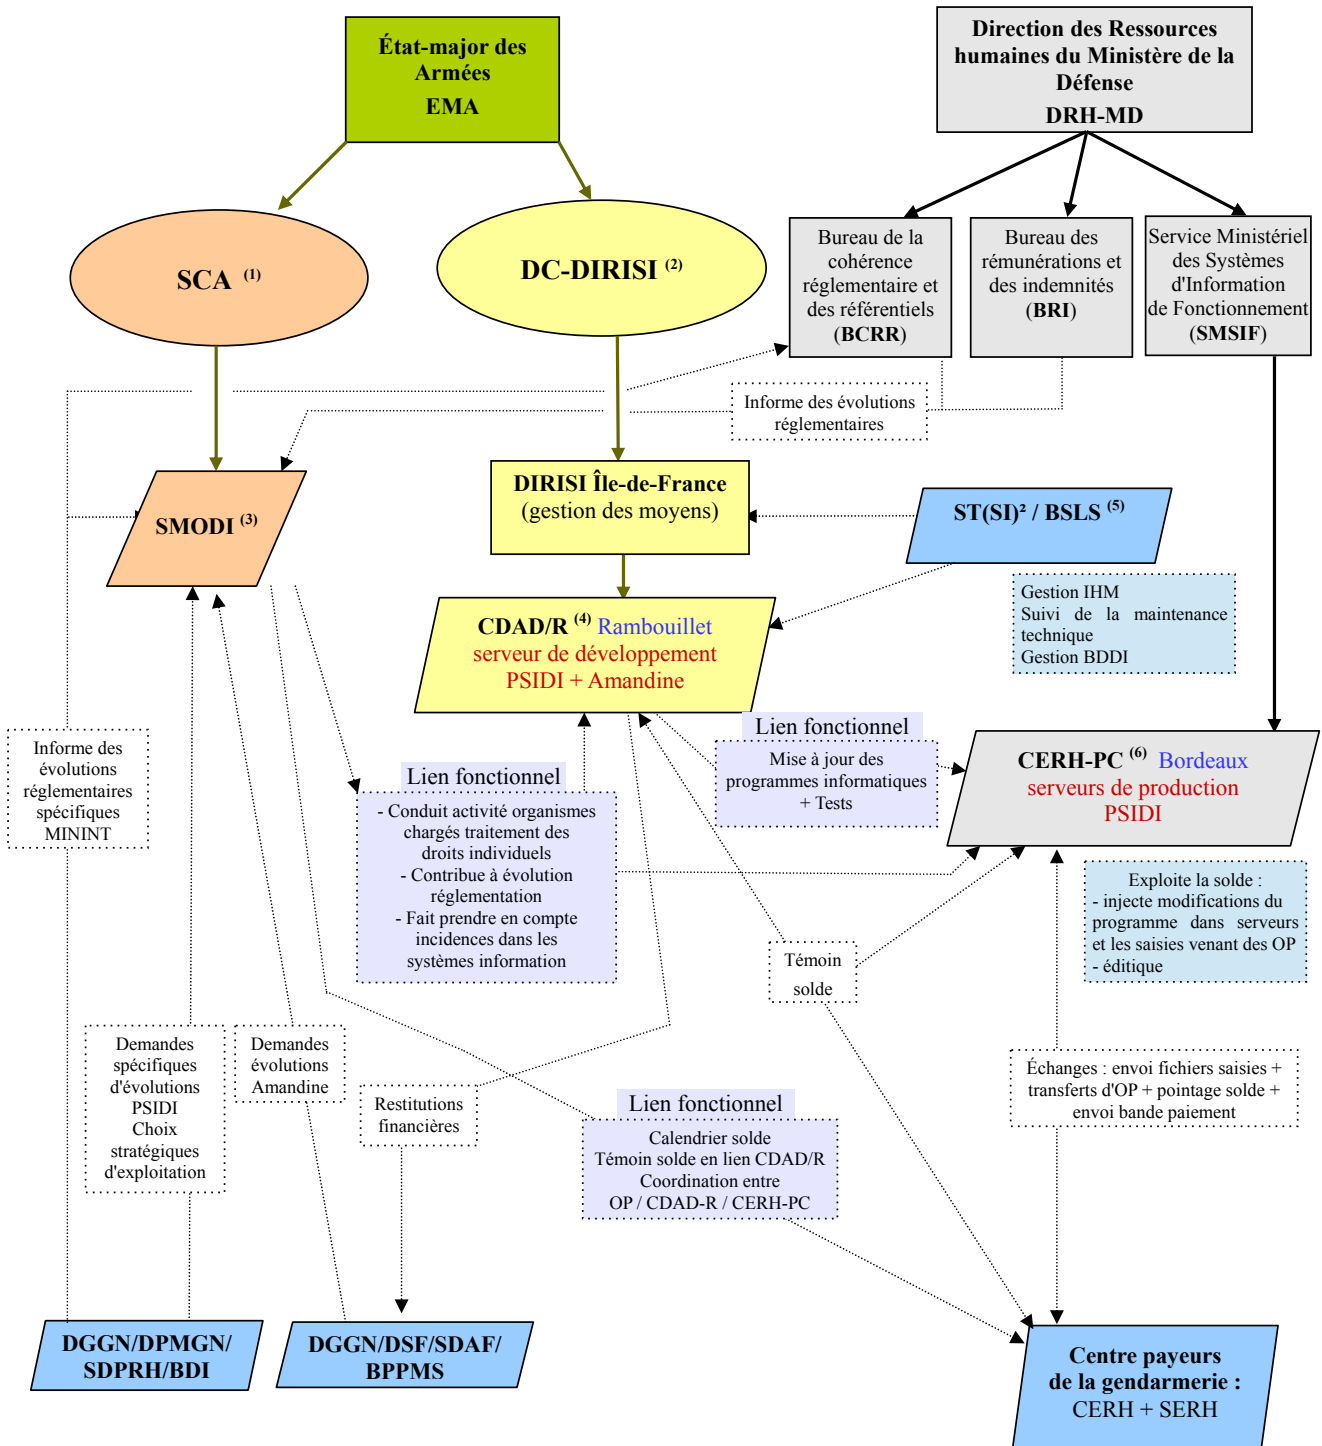 État-major des
Armées
EMA
Direction des Ressources
humaines du Ministère de la
Défense
DRH-MD
SCA (1)
DC-DIRISI (2)
Bureau de la
cohérence
réglementaire et
des référentiels
(BCRR)
Bureau des
rémunérations et
des indemnités
(BRI)
Service Ministériel
des Systèmes
d'Information
de Fonctionnement
(SMSIF)
Informe des évolutions
réglementaires
SMODI (3)
DIRISI Île-de-France
(gestion des moyens)
ST(SI)² / BSLS (5)
Gestion IHM
Suivi de la maintenance
technique
Gestion BDDI
CDAD/R (4) Rambouillet
serveur de développement
PSIDI + Amandine
Lien fonctionnel
Mise à jour des
programmes informatiques
+ Tests
CERH-PC (6) Bordeaux
serveurs de production
PSIDI
Informe des
évolutions
réglementaires
spécifiques
MININT
Lien fonctionnel
- Conduit activité organismes
chargés traitement des
droits individuels
- Contribue à évolution
réglementation
- Fait prendre en compte
incidences dans les
systèmes information
Exploite la solde :
- injecte modifications du
programme dans serveurs
et les saisies venant des OP
- éditique
Témoin
solde
Demandes
spécifiques
d'évolutions
PSIDI
Choix
stratégiques
d'exploitation
Demandes
évolutions
Amandine
Restitutions
financières
Lien fonctionnel
Calendrier solde
Témoin solde en lien CDAD/R
Coordination entre
OP / CDAD-R / CERH-PC
Échanges : envoi fichiers saisies +
transferts d'OP + pointage solde +
envoi bande paiement
DGGN/DPMGN/
SDPRH/BDI
DGGN/DSF/SDAF/
BPPMS
Centre payeurs
de la gendarmerie :
CERH + SERH